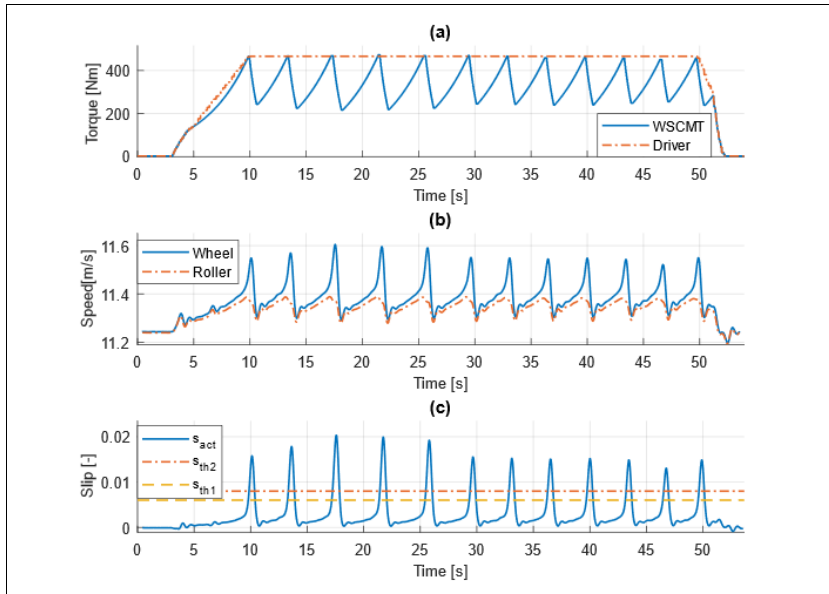 (a)
Torque [Nm]
400
200
0
WSCMT
Driver
0 5 10 15 20 25 30 35 40 45 50
Time [s]
(b)
Speed[m/s]
11.6
11.4
11.2
Wheel
Roller
0 5 10 15 20 25 30 35 40 45 50
Time [s]
(c)
Slip [-]
0.02
0.01
0
s_act
s_th2
s_th1
0 5 10 15 20 25 30 35 40 45 50
Time [s]